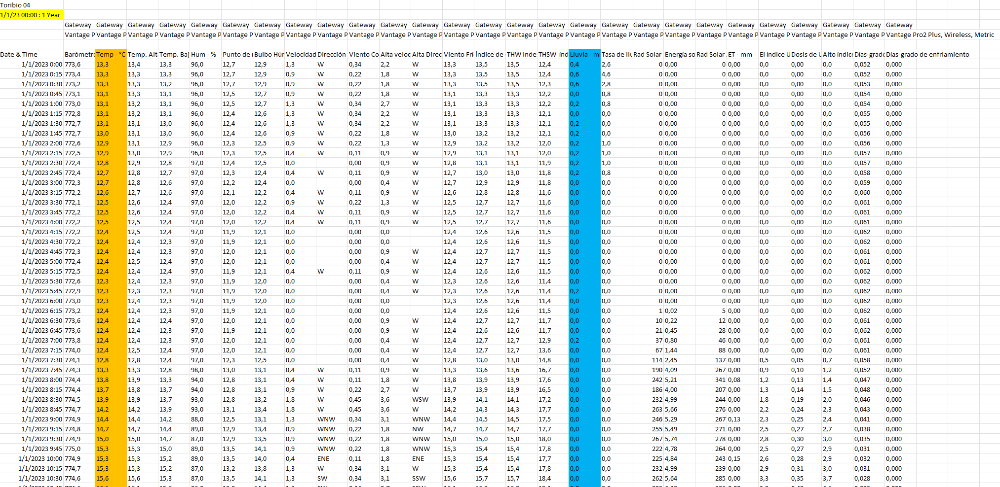 Toribio 04
1/1/23 00:00 : 1 Year
Gateway Gateway Gateway Gateway Gateway Gateway Gateway Gateway Gateway Gateway Gateway Gateway Gateway Gateway Gateway Gateway Gateway Gateway Gateway Gateway Gateway Gateway Gateway Gateway Gateway Gateway Gateway
Vantage P Vantage P Vantage P Vantage P Vantage P Vantage P Vantage P Vantage P Vantage P Vantage P Vantage P Vantage P Vantage P Vantage P Vantage P Vantage P Vantage P Vantage P Vantage P Vantage P Vantage P Vantage P Vantage P Vantage P Vantage P Vantage P Vantage Pro2 Plus, Wireless, Metric
Date & Time Barómetro Temp - °C Temp. Alt Temp. Baj Hum - % Punto de Bulbo Húr Velocidad Dirección Viento Co Alta veloc Alta Direc Viento Frí Índice de THW Inde THSW índ Lluvia - m Tasa de llu Rad Solar Energía so Rad Solar ET - mm El índice U Dosis de U Alto índice Días-grado Días-grado de enfriamiento
1/1/2023 0:00 773,6 13,3 13,4 13,3 96,0 12,7 12,9 1,3 W 0,34 2,2 W 13,3 13,5 13,5 12,4 0,4 2,6 0 0,00 0 0,00 0,0 0,0 0,0 0,052 0,000
1/1/2023 0:15 773,4 13,3 13,3 13,3 96,0 12,7 12,9 0,9 W 0,22 1,8 W 13,3 13,5 13,5 12,4 0,6 4,6 0 0,00 0 0,00 0,0 0,0 0,0 0,052 0,000
1/1/2023 0:30 773,2 13,3 13,3 13,2 96,0 12,7 12,9 0,9 W 0,22 1,8 W 13,3 13,5 13,5 12,3 0,6 2,8 0 0,00 0 0,00 0,0 0,0 0,0 0,053 0,000
1/1/2023 0:45 773,1 13,1 13,3 13,1 96,0 12,5 12,7 0,9 W 0,22 1,8 W 13,1 13,3 13,3 12,2 0,0 0,8 0 0,00 0 0,00 0,0 0,0 0,0 0,054 0,000
1/1/2023 1:00 773,0 13,1 13,2 13,1 96,0 12,5 12,7 1,3 W 0,34 2,7 W 13,1 13,3 13,3 12,2 0,2 0,8 0 0,00 0 0,00 0,0 0,0 0,0 0,054 0,000
1/1/2023 1:15 772,8 13,1 13,2 13,1 96,0 12,4 12,6 1,3 W 0,34 2,2 W 13,1 13,3 13,3 12,1 0,0 0,0 0 0,00 0 0,00 0,0 0,0 0,0 0,055 0,000
1/1/2023 1:30 772,7 13,1 13,1 13,0 96,0 12,4 12,6 1,3 W 0,34 2,2 W 13,1 13,3 13,3 12,1 0,2 0,0 0 0,00 0 0,00 0,0 0,0 0,0 0,055 0,000
1/1/2023 1:45 772,7 13,0 13,1 13,0 96,0 12,4 12,6 0,9 W 0,22 1,8 W 13,0 13,2 13,2 12,1 0,2 0,0 0 0,00 0 0,00 0,0 0,0 0,0 0,056 0,000
1/1/2023 2:00 772,6 12,9 13,1 12,9 96,0 12,3 12,5 0,9 W 0,22 1,3 W 12,9 13,2 13,2 12,0 0,2 1,0 0 0,00 0 0,00 0,0 0,0 0,0 0,056 0,000
1/1/2023 2:15 772,5 12,9 13,0 12,9 96,0 12,3 12,5 0,4 W 0,11 0,9 W 12,9 13,1 13,1 12,0 0,2 1,0 0 0,00 0 0,00 0,0 0,0 0,0 0,057 0,000
1/1/2023 2:30 772,4 12,8 12,9 12,8 97,0 12,4 12,5 0,0 0,00 0,9 W 12,8 13,1 13,1 11,9 0,2 1,0 0 0,00 0 0,00 0,0 0,0 0,0 0,057 0,000
1/1/2023 2:45 772,4 12,7 12,8 12,7 97,0 12,3 12,4 0,4 W 0,11 0,9 W 12,7 13,0 13,0 11,8 0,2 0,8 0 0,00 0 0,00 0,0 0,0 0,0 0,058 0,000
1/1/2023 3:00 772,3 12,7 12,8 12,6 97,0 12,2 12,4 0,0 0,00 0,4 W 12,7 12,9 12,9 11,8 0,0 0,0 0 0,00 0 0,00 0,0 0,0 0,0 0,059 0,000
1/1/2023 3:15 772,2 12,6 12,7 12,6 97,0 12,1 12,2 0,4 W 0,11 0,9 W 12,6 12,8 12,8 11,6 0,0 0,0 0 0,00 0 0,00 0,0 0,0 0,0 0,060 0,000
1/1/2023 3:30 772,1 12,5 12,6 12,4 97,0 12,0 12,2 0,9 W 0,22 1,3 W 12,5 12,7 12,7 11,6 0,0 0,0 0 0,00 0 0,00 0,0 0,0 0,0 0,061 0,000
1/1/2023 3:45 772,2 12,5 12,6 12,4 97,0 12,0 12,2 0,4 W 0,11 0,9 W 12,5 12,7 12,7 11,6 0,0 0,0 0 0,00 0 0,00 0,0 0,0 0,0 0,061 0,000
1/1/2023 4:00 772,2 12,5 12,5 12,4 97,0 12,0 12,2 0,4 W 0,11 0,9 W 12,5 12,7 12,7 11,6 0,0 0,0 0 0,00 0 0,00 0,0 0,0 0,0 0,061 0,000
1/1/2023 4:15 772,2 12,4 12,5 12,4 97,0 11,9 12,1 0,0 0,00 0,0 12,4 12,6 12,6 11,5 0,0 0,0 0 0,00 0 0,00 0,0 0,0 0,0 0,062 0,000
1/1/2023 4:30 772,2 12,4 12,4 12,3 97,0 11,9 12,1 0,0 0,00 0,0 12,4 12,6 12,6 11,5 0,0 0,0 0 0,00 0 0,00 0,0 0,0 0,0 0,062 0,000
1/1/2023 4:45 772,3 12,4 12,4 12,3 97,0 12,0 12,1 0,0 0,00 0,9 W 12,4 12,7 12,7 11,5 0,0 0,0 0 0,00 0 0,00 0,0 0,0 0,0 0,061 0,000
1/1/2023 5:00 772,4 12,4 12,5 12,4 97,0 12,0 12,1 0,0 0,00 0,4 W 12,4 12,7 12,7 11,5 0,0 0,0 0 0,00 0 0,00 0,0 0,0 0,0 0,061 0,000
1/1/2023 5:15 772,5 12,4 12,4 12,4 97,0 11,9 12,1 0,4 W 0,11 0,9 W 12,4 12,6 12,6 11,5 0,0 0,0 0 0,00 0 0,00 0,0 0,0 0,0 0,062 0,000
1/1/2023 5:30 772,6 12,3 12,4 12,3 97,0 11,9 12,0 0,0 0,00 0,4 W 12,3 12,6 12,6 11,4 0,0 0,0 0 0,00 0 0,00 0,0 0,0 0,0 0,062 0,000
1/1/2023 5:45 772,9 12,3 12,3 12,3 97,0 11,9 12,0 0,0 0,00 0,4 W 12,3 12,6 12,6 11,4 0,2 0,0 0 0,00 0 0,00 0,0 0,0 0,0 0,062 0,000
1/1/2023 6:00 773,0 12,3 12,4 12,3 97,0 11,9 12,0 0,0 0,00 0,0 12,3 12,6 12,6 11,4 0,0 0,0 0 0,00 0 0,00 0,0 0,0 0,0 0,062 0,000
1/1/2023 6:15 773,2 12,4 12,4 12,3 97,0 11,9 12,1 0,0 0,00 0,0 12,4 12,6 12,6 11,5 0,0 0,0 1 0,02 5 0,00 0,0 0,0 0,0 0,062 0,000
1/1/2023 6:30 773,6 12,4 12,4 12,4 97,0 12,0 12,1 0,0 0,00 0,9 W 12,4 12,7 12,7 11,7 0,0 0,0 10 0,22 12 0,00 0,0 0,0 0,0 0,061 0,000
1/1/2023 6:45 773,6 12,4 12,4 12,3 97,0 11,9 12,1 0,0 0,00 0,9 W 12,4 12,6 12,6 11,7 0,0 0,0 21 0,45 28 0,00 0,0 0,0 0,0 0,062 0,000
1/1/2023 7:00 773,8 12,4 12,4 12,3 97,0 12,0 12,1 0,0 0,00 0,4 W 12,4 12,7 12,7 12,9 0,2 0,0 37 0,80 46 0,00 0,0 0,0 0,0 0,061 0,000
1/1/2023 7:15 774,0 12,4 12,5 12,4 97,0 12,0 12,1 0,0 0,00 0,4 W 12,4 12,7 12,7 13,6 0,0 0,0 67 1,44 88 0,00 0,0 0,0 0,0 0,061 0,000
1/1/2023 7:30 774,1 12,8 12,8 12,4 97,0 12,3 12,5 0,0 0,00 0,4 W 12,8 13,0 13,0 14,8 0,0 0,0 114 2,45 137 0,00 0,5 0,05 0,7 0,058 0,000
1/1/2023 7:45 774,3 13,3 13,3 12,8 98,0 13,0 13,1 0,4 W 0,11 0,9 W 13,3 13,6 13,6 16,7 0,0 0,0 190 4,09 267 0,00 0,9 0,10 1,2 0,052 0,000
1/1/2023 8:00 774,4 13,8 13,9 13,3 94,0 12,8 13,1 0,4 W 0,11 1,8 W 13,8 13,9 13,9 17,6 0,0 0,0 242 5,21 341 0,08 1,2 0,13 1,4 0,047 0,000
1/1/2023 8:15 774,4 13,7 13,8 13,7 94,0 12,8 13,1 0,9 W 0,22 2,7 W 13,7 13,9 13,9 16,5 0,0 0,0 186 4,00 207 0,00 1,3 0,14 1,5 0,048 0,000
1/1/2023 8:30 774,5 13,9 13,9 13,7 93,0 12,8 13,2 1,8 W 0,45 3,6 WSW 13,9 14,1 14,1 17,2 0,0 0,0 232 4,99 244 0,00 1,8 0,19 2,0 0,046 0,000
1/1/2023 8:45 774,7 14,2 14,2 13,9 93,0 13,1 13,4 1,8 W 0,45 3,6 W 14,2 14,3 14,3 17,7 0,0 0,0 263 5,66 276 0,00 2,2 0,24 2,3 0,043 0,000
1/1/2023 9:00 774,9 14,4 14,4 14,2 88,0 12,5 13,1 1,3 WNW 0,34 3,1 WNW 14,4 14,5 14,5 17,5 0,0 0,0 246 5,29 267 0,13 2,3 0,25 2,4 0,041 0,000
1/1/2023 9:15 774,8 14,7 14,7 14,4 89,0 12,9 13,4 0,9 WNW 0,22 1,8 NW 14,7 14,7 14,7 17,7 0,0 0,0 255 5,49 271 0,00 2,5 0,27 2,7 0,038 0,000
1/1/2023 9:30 774,9 15,0 15,0 14,7 87,0 12,9 13,5 0,9 WNW 0,22 1,8 WNW 15,0 15,0 15,0 18,0 0,0 0,0 267 5,74 278 0,00 2,8 0,30 3,0 0,035 0,000
1/1/2023 9:45 775,0 15,3 15,3 15,0 89,0 13,5 14,1 0,9 WNW 0,22 1,8 WNW 15,3 15,4 15,4 17,8 0,0 0,0 222 4,78 264 0,00 2,5 0,27 2,9 0,031 0,000
1/1/2023 10:00 774,9 15,3 15,3 15,2 89,0 13,5 14,0 0,4 ENE 0,11 1,8 ENE 15,3 15,4 15,4 17,7 0,0 0,0 225 4,84 243 0,15 2,6 0,28 2,9 0,032 0,000
1/1/2023 10:15 774,7 15,3 15,3 15,2 87,0 13,2 13,8 1,3 W 0,34 3,1 W 15,3 15,4 15,4 17,8 0,0 0,0 232 4,99 239 0,00 2,9 0,31 3,0 0,031 0,000
1/1/2023 10:30 774,6 15,6 15,6 15,3 87,0 13,5 14,1 1,3 SW 0,34 3,1 SSW 15,6 15,7 15,7 18,4 0,0 0,0 262 5,64 285 0,00 3,3 0,35 3,7 0,028 0,000